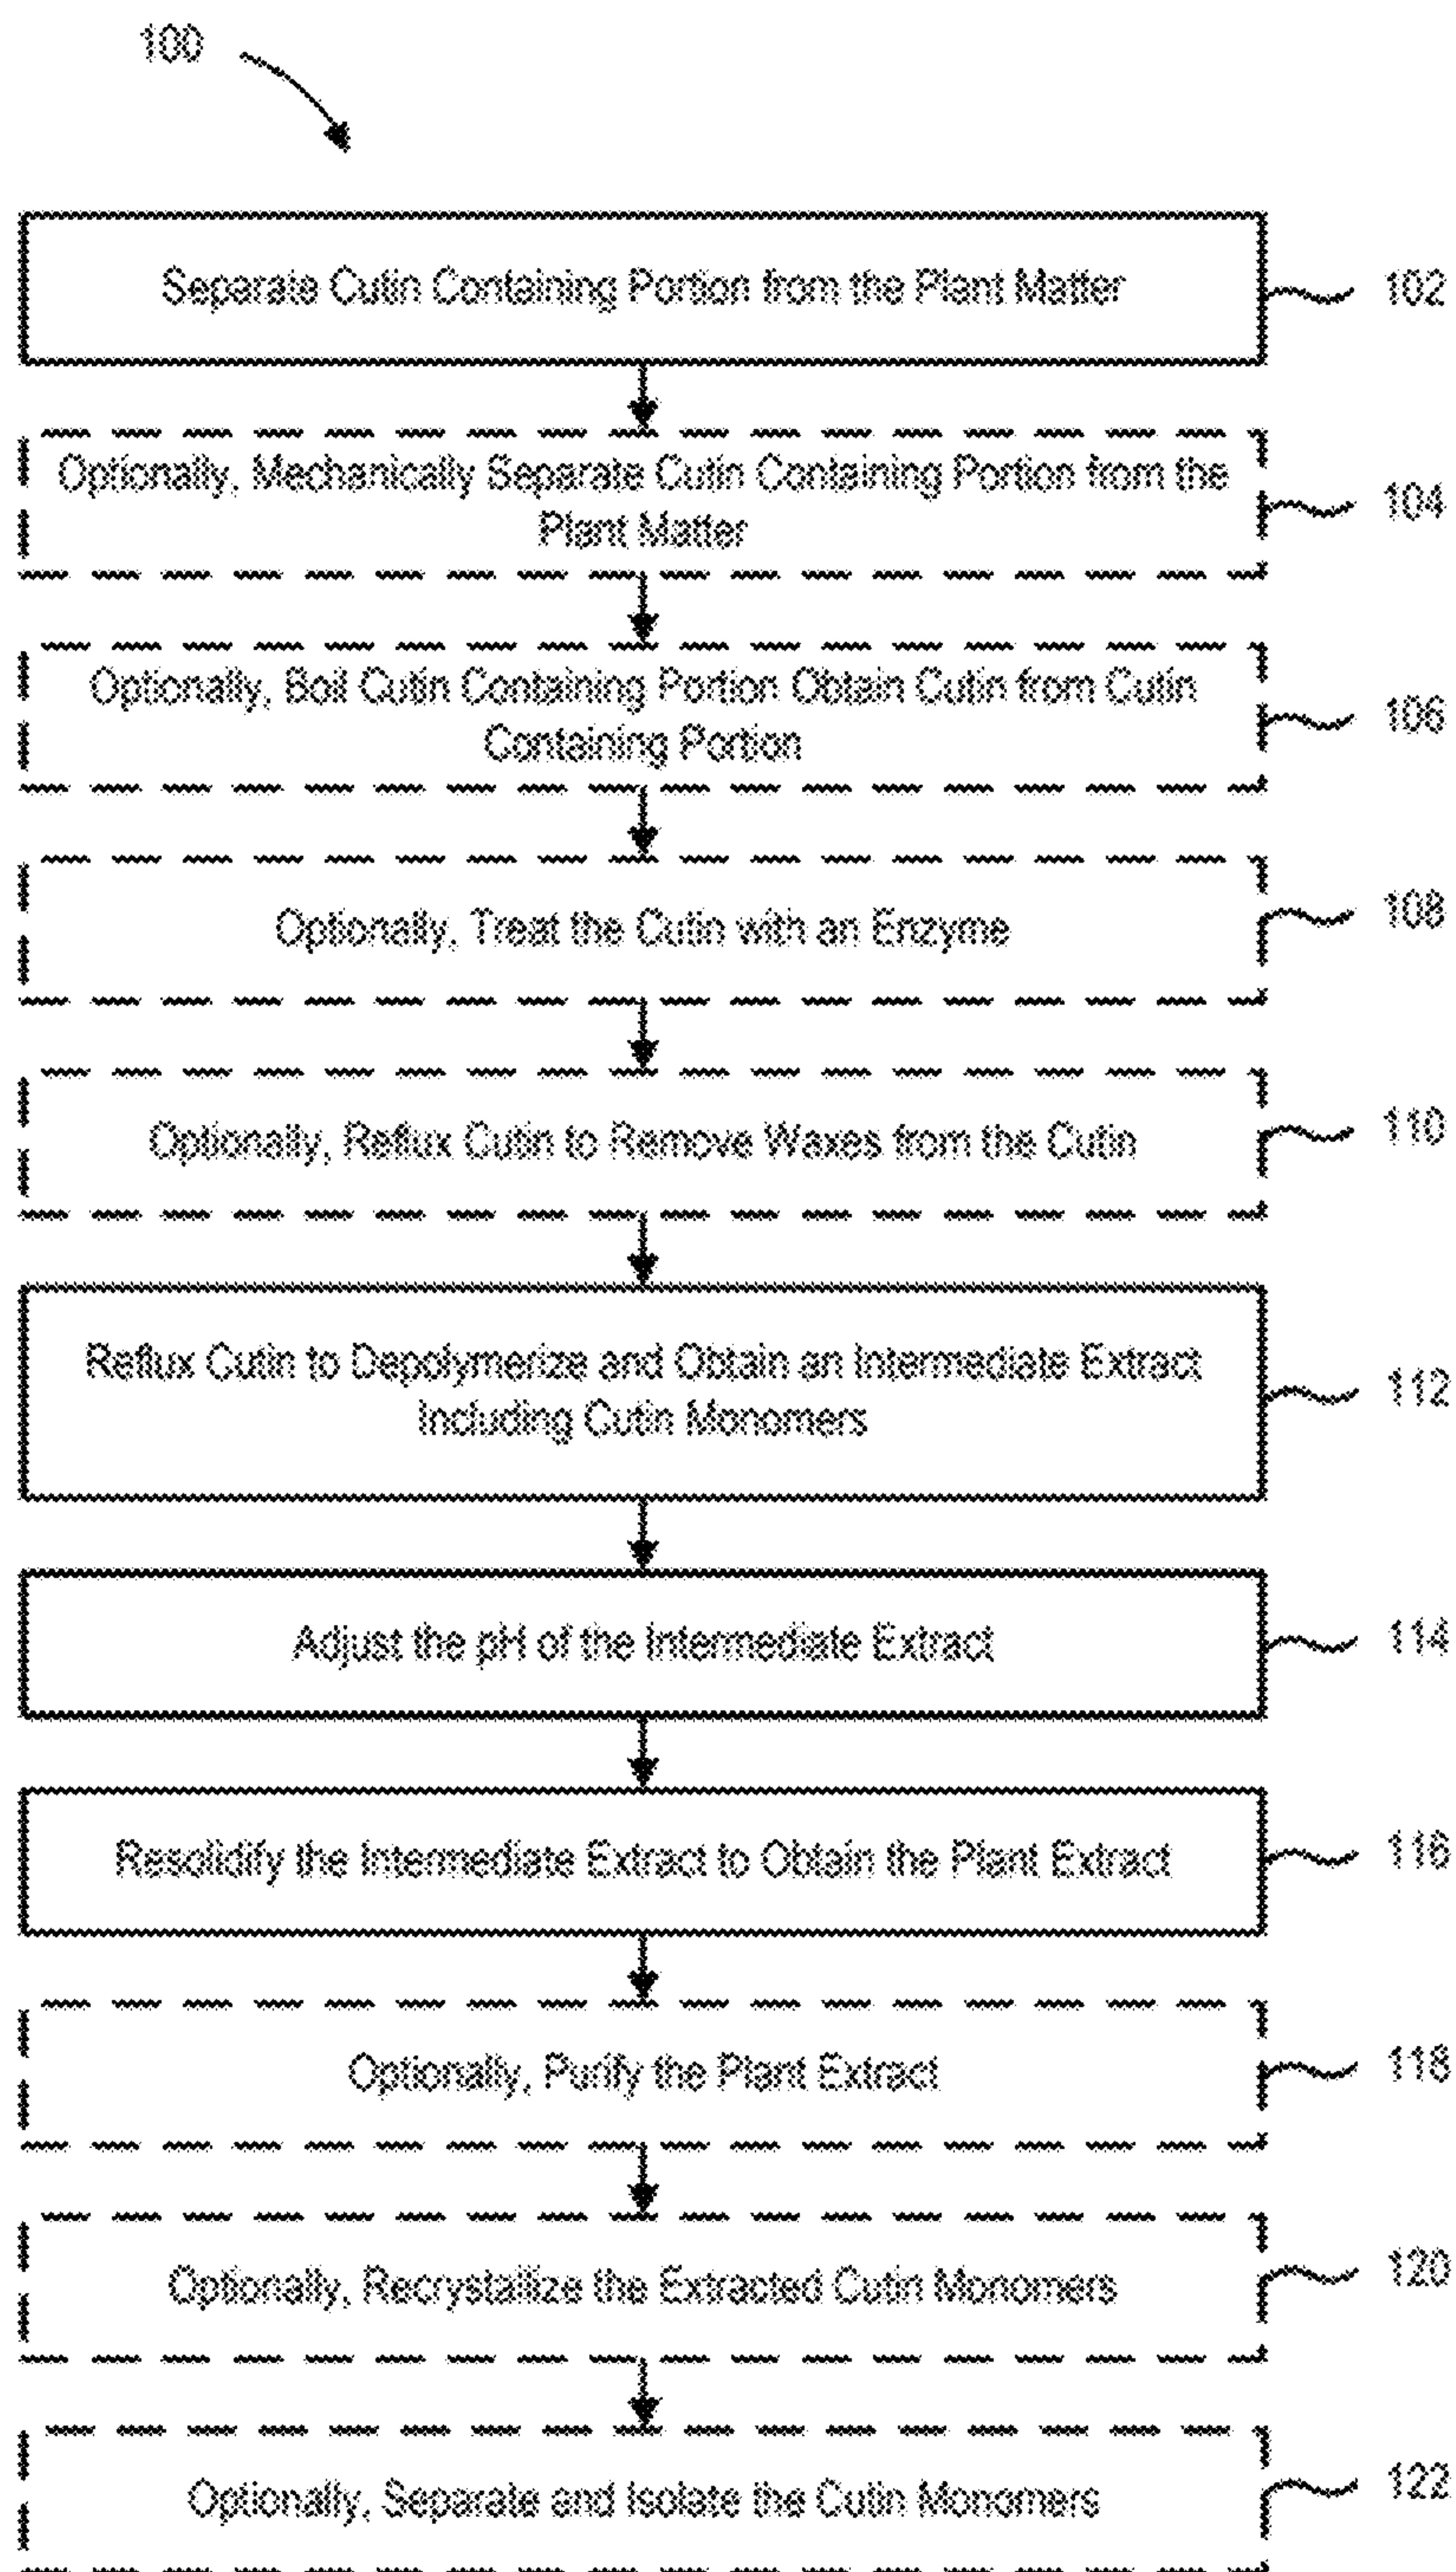 100
Separate Cutin Containing Portion from the Plant Matter
102
Optionally, Mechanically Separate Cutin Containing Portion from the
Plant Matter
104
Optionally, Boil Cutin Containing Portion Obtain Cutin from Cutin
Containing Portion
106
Optionally, Treat the Cutin with an Enzyme
108
Optionally, Reflux Cutin to Remove Waxes from the Cutin
110
Reflux Cutin to Depolymerize and Obtain an Intermediate Extract
Including Cutin Monomers
112
Adjust the pH of the Intermediate Extract
114
Resolidify the Intermediate Extract to Obtain the Plant Extract
116
Optionally, Purify the Plant Extract
118
Optionally, Recrystallize the Extracted Cutin Monomers
120
Optionally, Separate and Isolate the Cutin Monomers
122